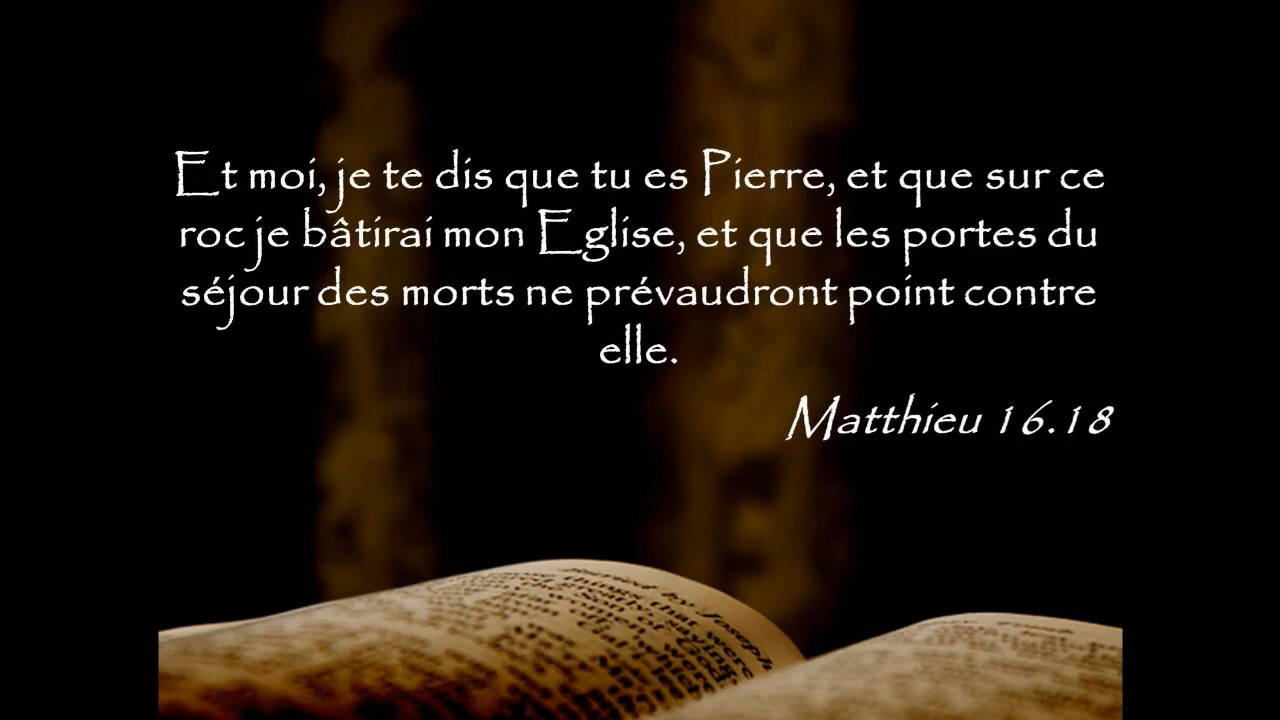 Et moi, je te dis que tu es Pierre, et que sur ce
roc je bâtirai mon Eglise, et que les portes du
séjour des morts ne prévaudront point contre
elle.
Matthieu 16.18